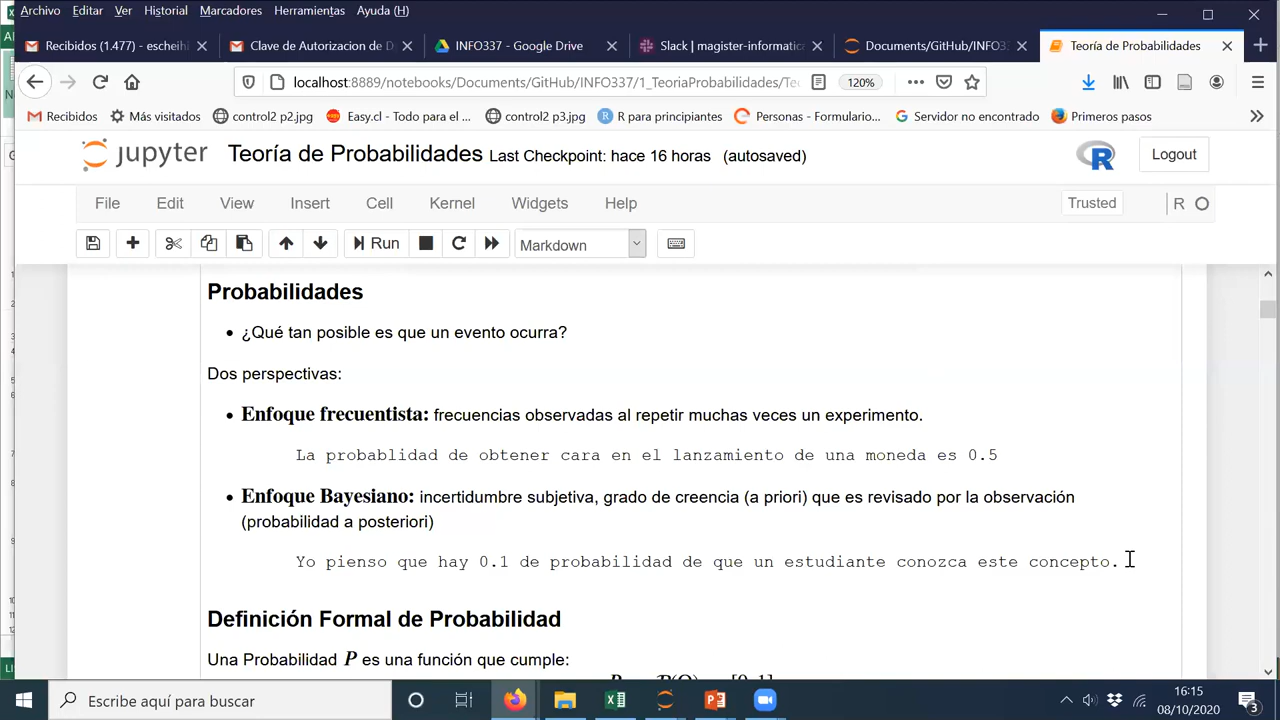 Archivo Editar Ver Historial Marcadores Herramientas Ayuda (H)
Recibidos (1.477) - escheih Clave de Autorización de D INFO337 - Google Drive Slack | magister-informatica Documents/GitHub/INFO33 Teoría de Probabilidades
localhost:8889/notebooks/Documents/GitHub/INFO337/1_TeoriaProbabilidades/Te 120%
Recibidos Más visitados control2 p2.jpg Easy.cl - Todo para el ... control2 p3.jpg R para principiantes Personas - Formulario... Servidor no encontrado Primeros pasos
jupyter Teoría de Probabilidades Last Checkpoint: hace 16 horas (autosaved) R Logout
File Edit View Insert Cell Kernel Widgets Help Trusted R
Run Markdown
Probabilidades
• ¿Qué tan posible es que un evento ocurra?
Dos perspectivas:
• Enfoque frecuentista: frecuencias observadas al repetir muchas veces un experimento.
La probablidad de obtener cara en el lanzamiento de una moneda es 0.5
• Enfoque Bayesiano: incertidumbre subjetiva, grado de creencia (a priori) que es revisado por la observación
(probabilidad a posteriori)
Yo pienso que hay 0.1 de probabilidad de que un estudiante conozca este concepto.
Definición Formal de Probabilidad
Una Probabilidad P es una función que cumple:
Escribe aquí para buscar
16:15
08/10/2020
3